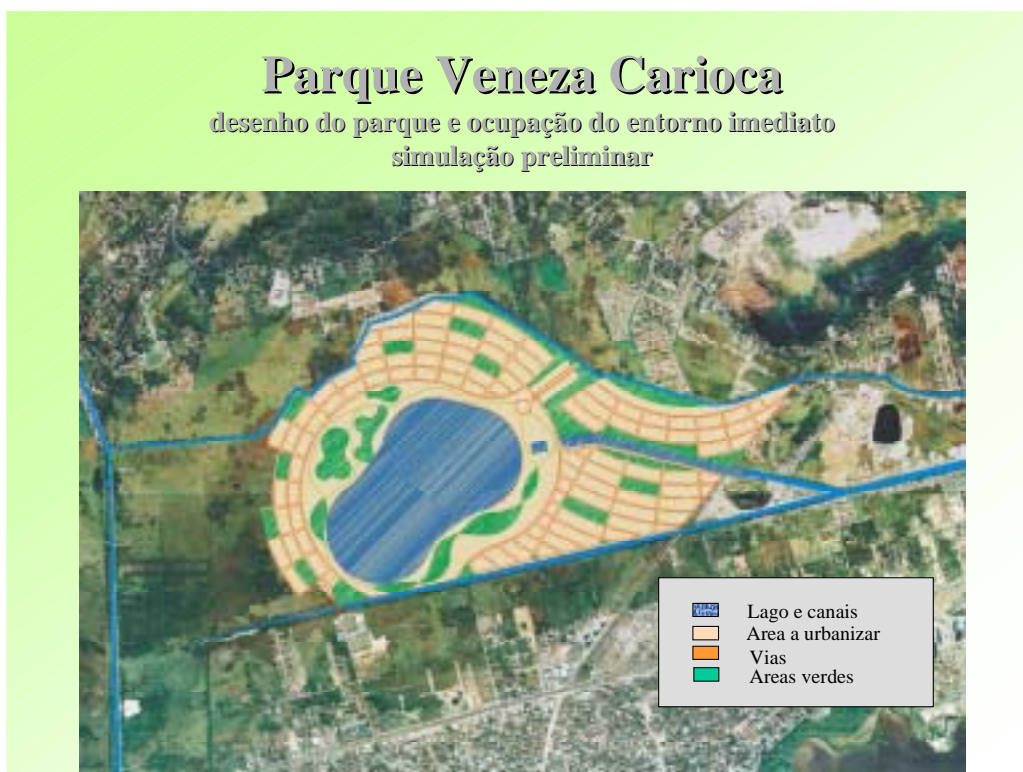 Parque Veneza Carioca
desenho do parque e ocupação do entorno imediato
simulação preliminar
Lago e canais
Area a urbanizar
Vias
Areas verdes